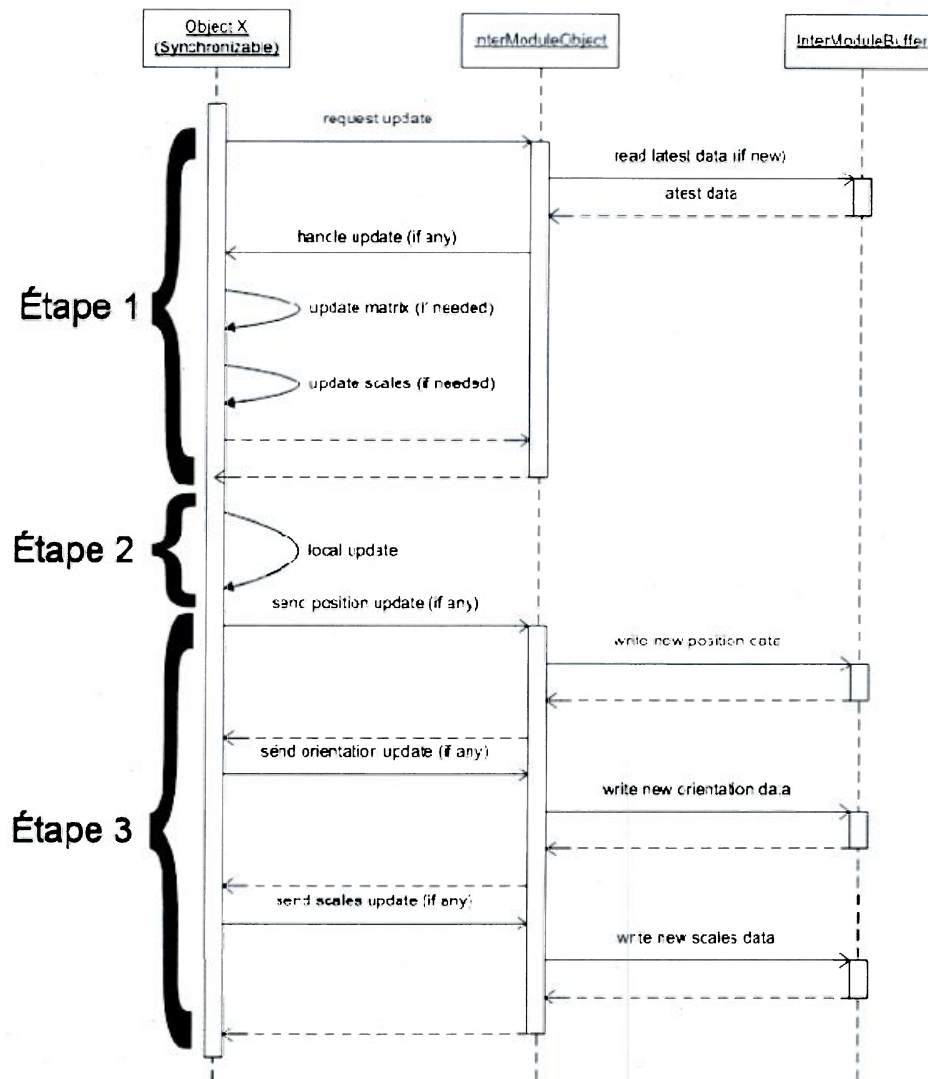 Object X
(Synchronizable)
nterModuleObject
InterModuleBuffer
request update
read latest data (if new)
atest data
handle update (if any)
Étape 1
update matrix (if needed)
update scales (if needed)
Étape 2
local update
send position update (if any)
write new position data
send orientation update (if any)
write new orientation data
Étape 3
send scales update (if any)
write new scales data